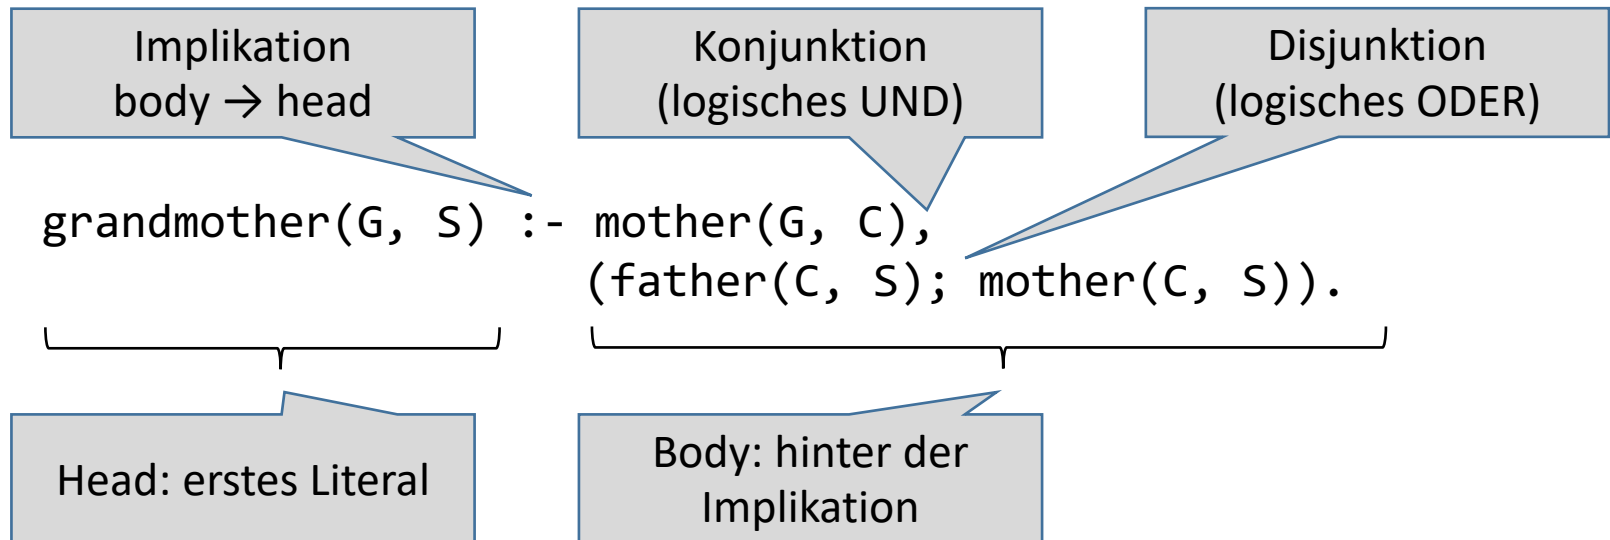 Implikation
body → head
Konjunktion
(logisches UND)
Disjunktion
(logisches ODER)
grandmother(G, S) :- mother(G, C),
(father(C, S); mother(C, S)).
Head: erstes Literal
Body: hinter der
Implikation